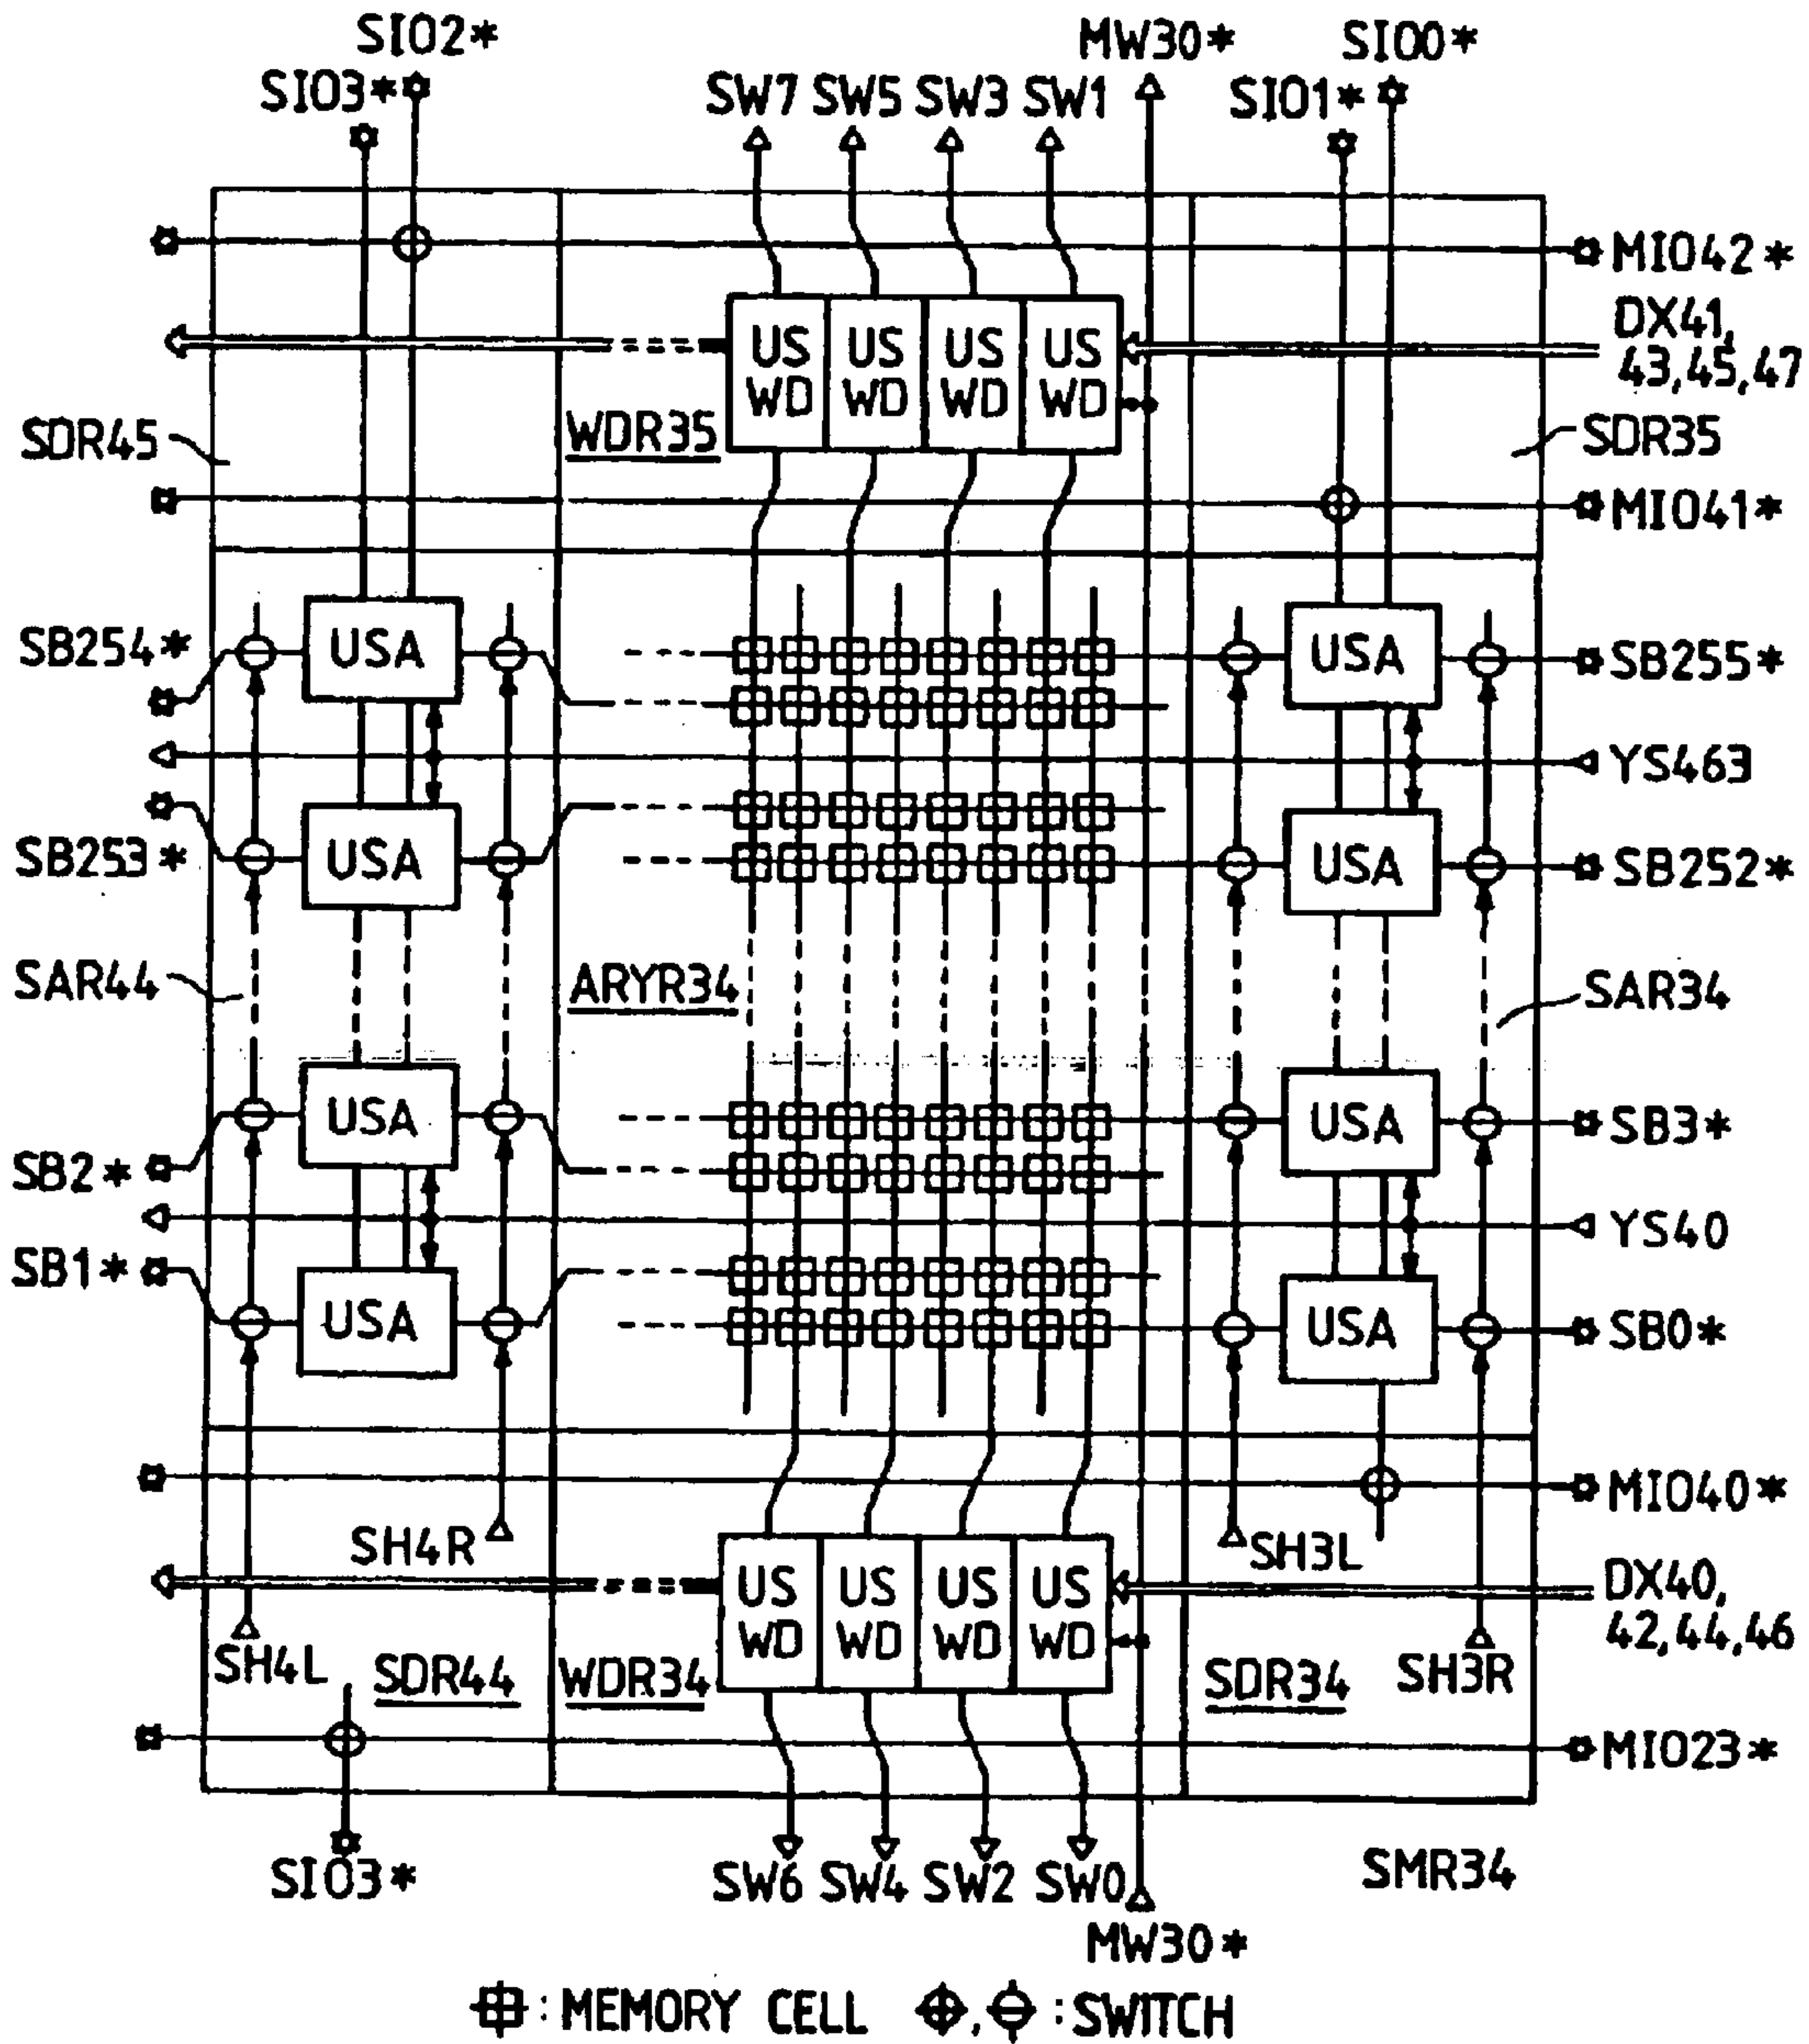 SIO2* MW30* SIO0*
SIO3* SW7 SW5 SW3 SW1 SIO1*
MIO42*
US US US US DX41,
WD WD WD WD 43,45,47
SDR45 WDR35 SDR35
MIO41*
SB254* USA USA SB255*
YS463
SB253* USA USA SB252*
SAR44 ARYR34 SAR34
USA USA SB3*
SB2*
YS40
SB1*
USA USA SB0*
MIO40*
SH4R SH3L
US US US US DX40,
WD WD WD WD 42,44,46
SH4L SDR44 WDR34 SDR34 SH3R
MIO23*
SIO3* SW6 SW4 SW2 SW0 SMR34
MW30*
: MEMORY CELL , : SWITCH